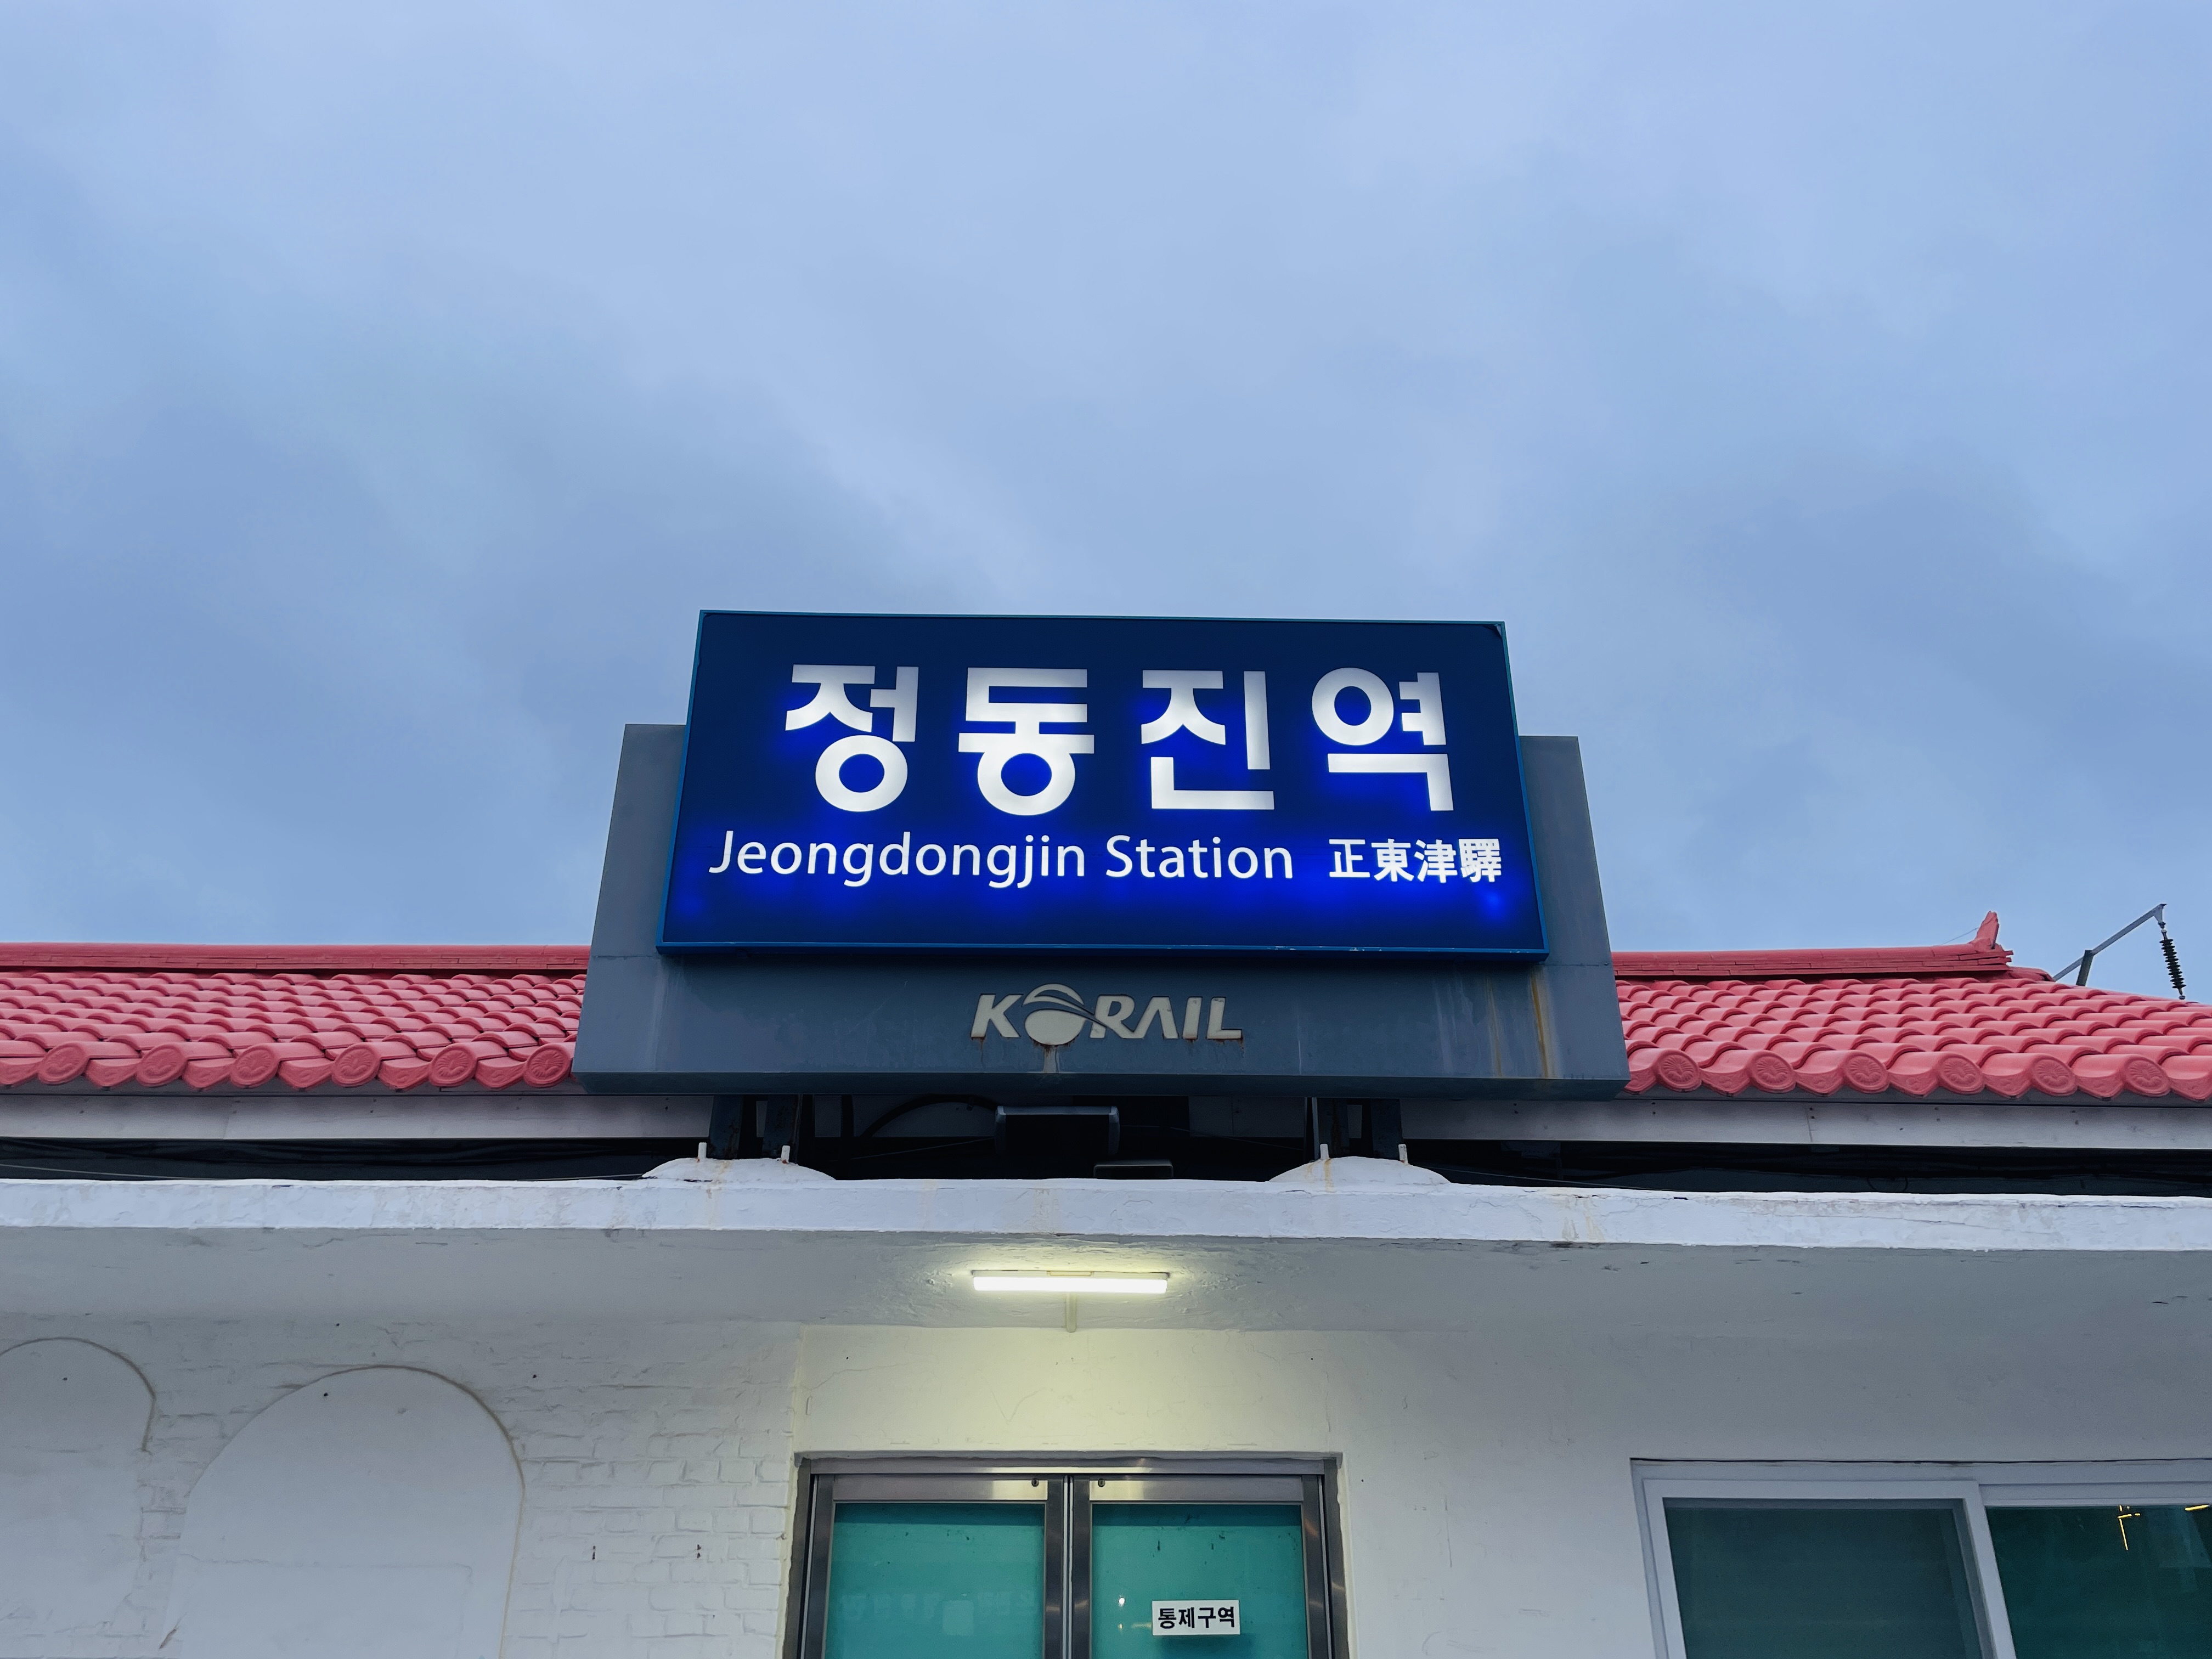 정동진역
Jeongdongjin Station 正東津驛
KORAIL
통제구역